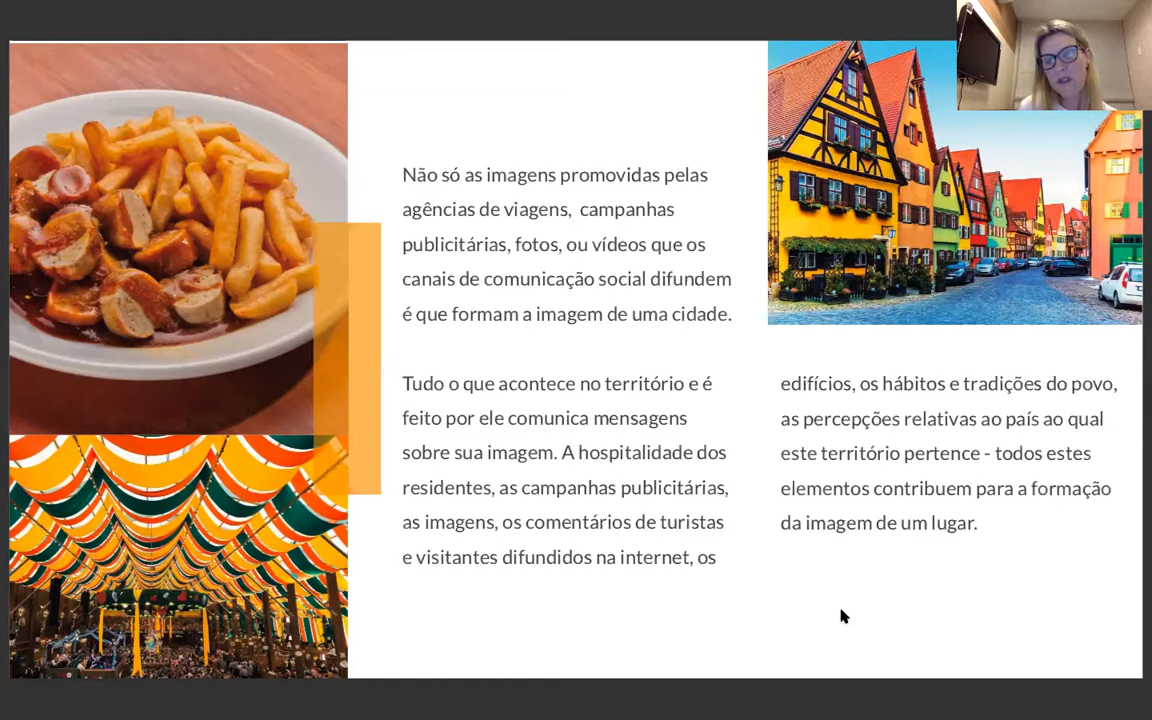 Não só as imagens promovidas pelas
agências de viagens, campanhas
publicitárias, fotos, ou vídeos que os
canais de comunicação social difundem
é que formam a imagem de uma cidade.
Tudo o que acontece no território e é
feito por ele comunica mensagens
sobre sua imagem. A hospitalidade dos
residentes, as campanhas publicitárias,
as imagens, os comentários de turistas
e visitantes difundidos na internet, os
edifícios, os hábitos e tradições do povo,
as percepções relativas ao país ao qual
este território pertence - todos estes
elementos contribuem para a formação
da imagem de um lugar.